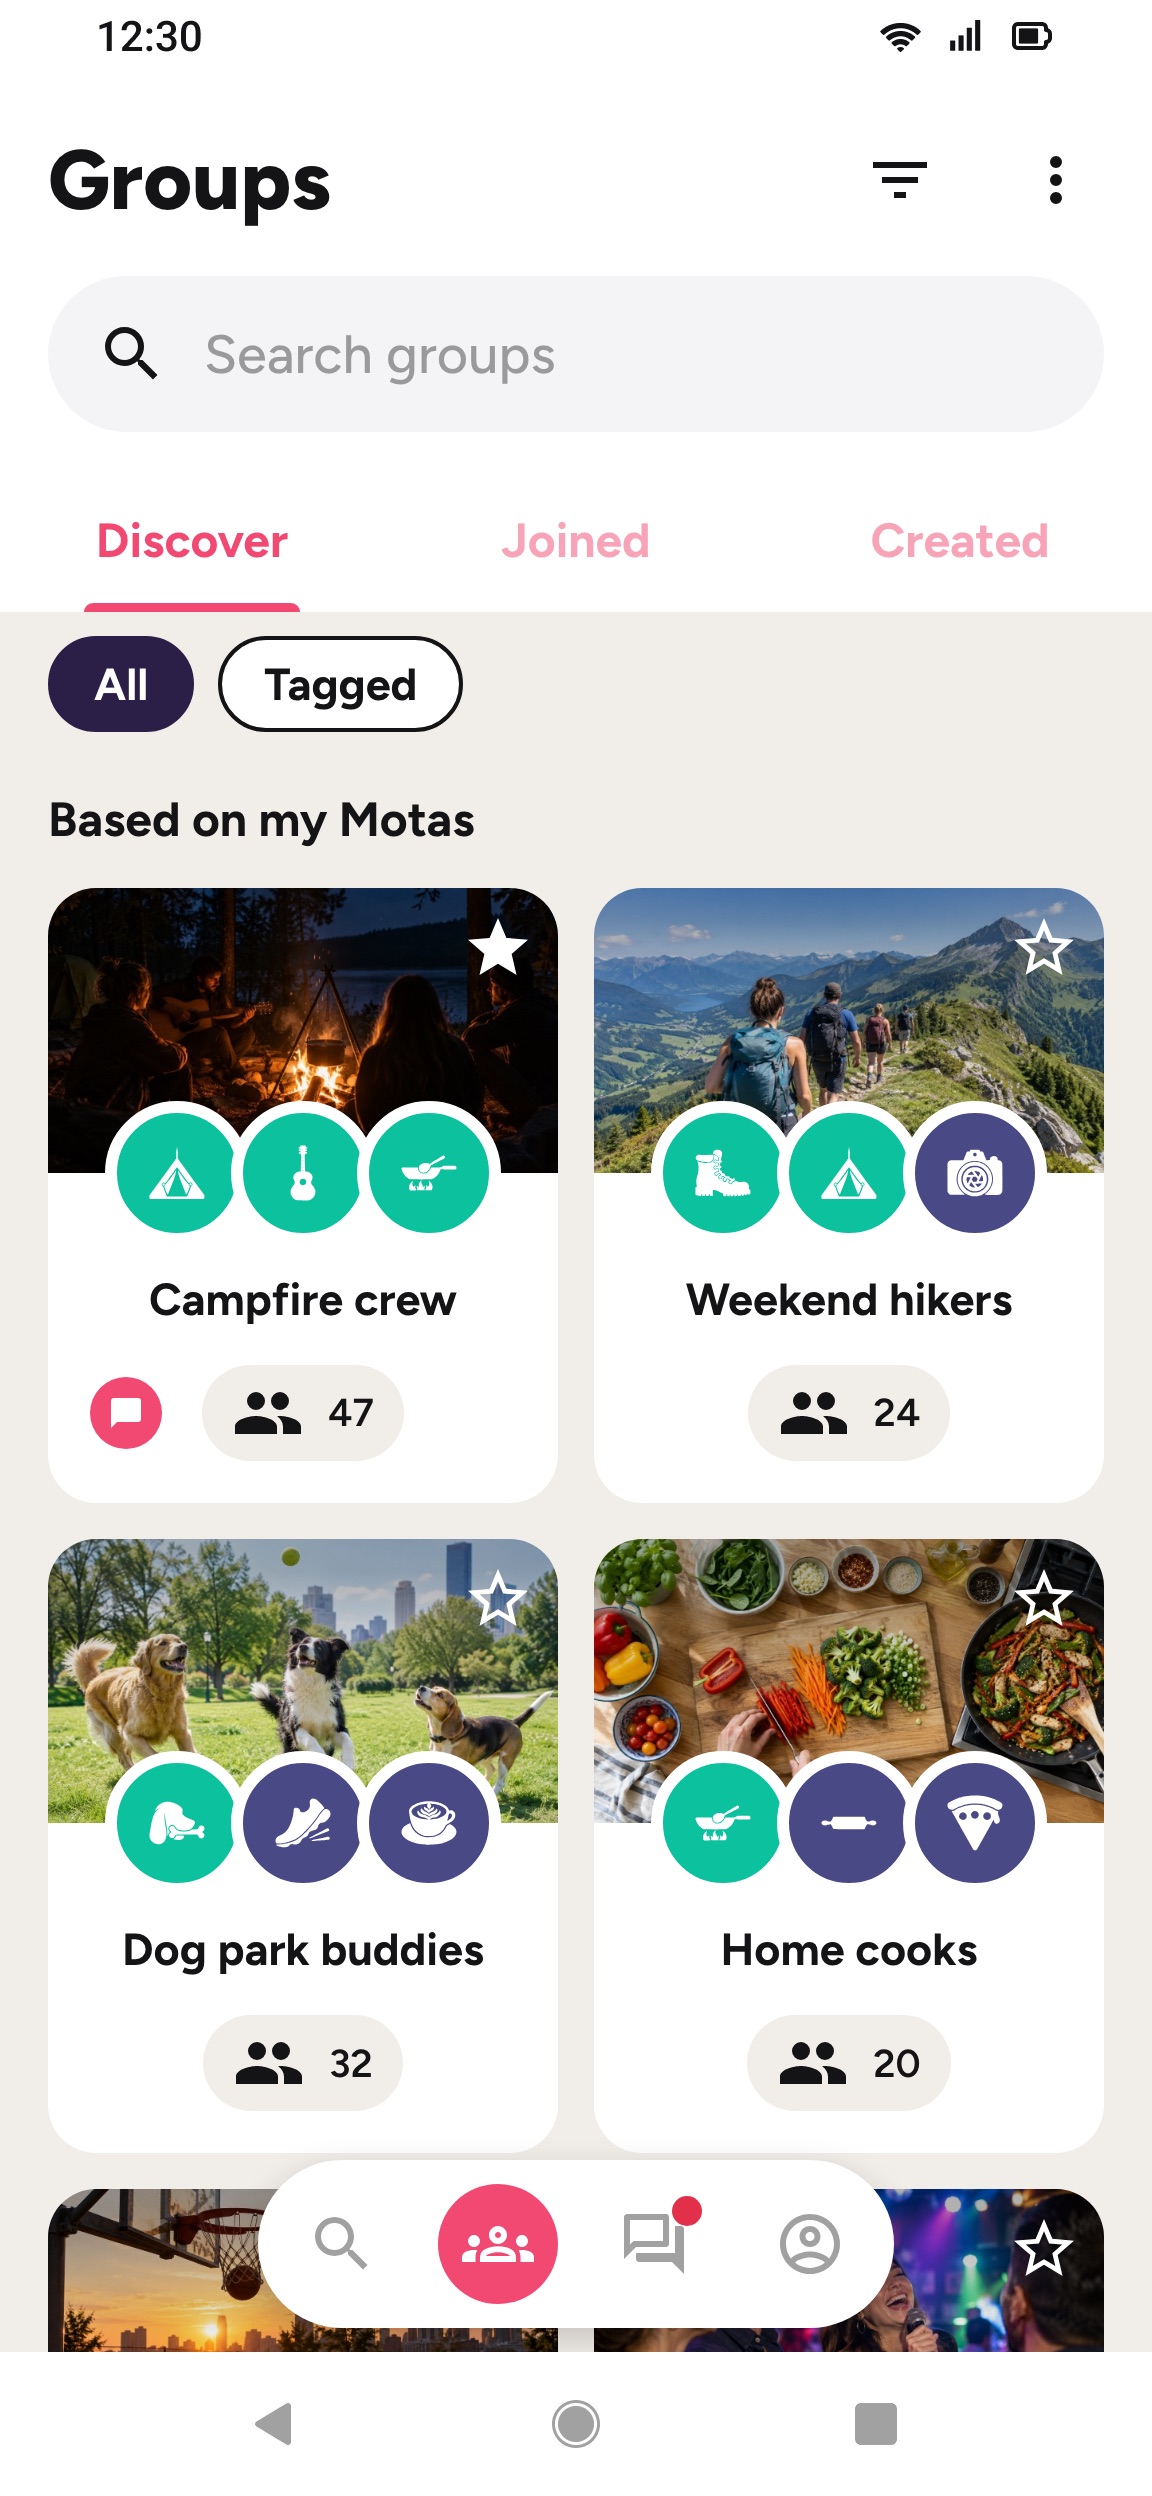 12:30
Groups
Search groups
Discover Joined Created
All Tagged
Based on my Motas
Campfire crew
Weekend hikers
47
24
Dog park buddies
Home cooks
32
20